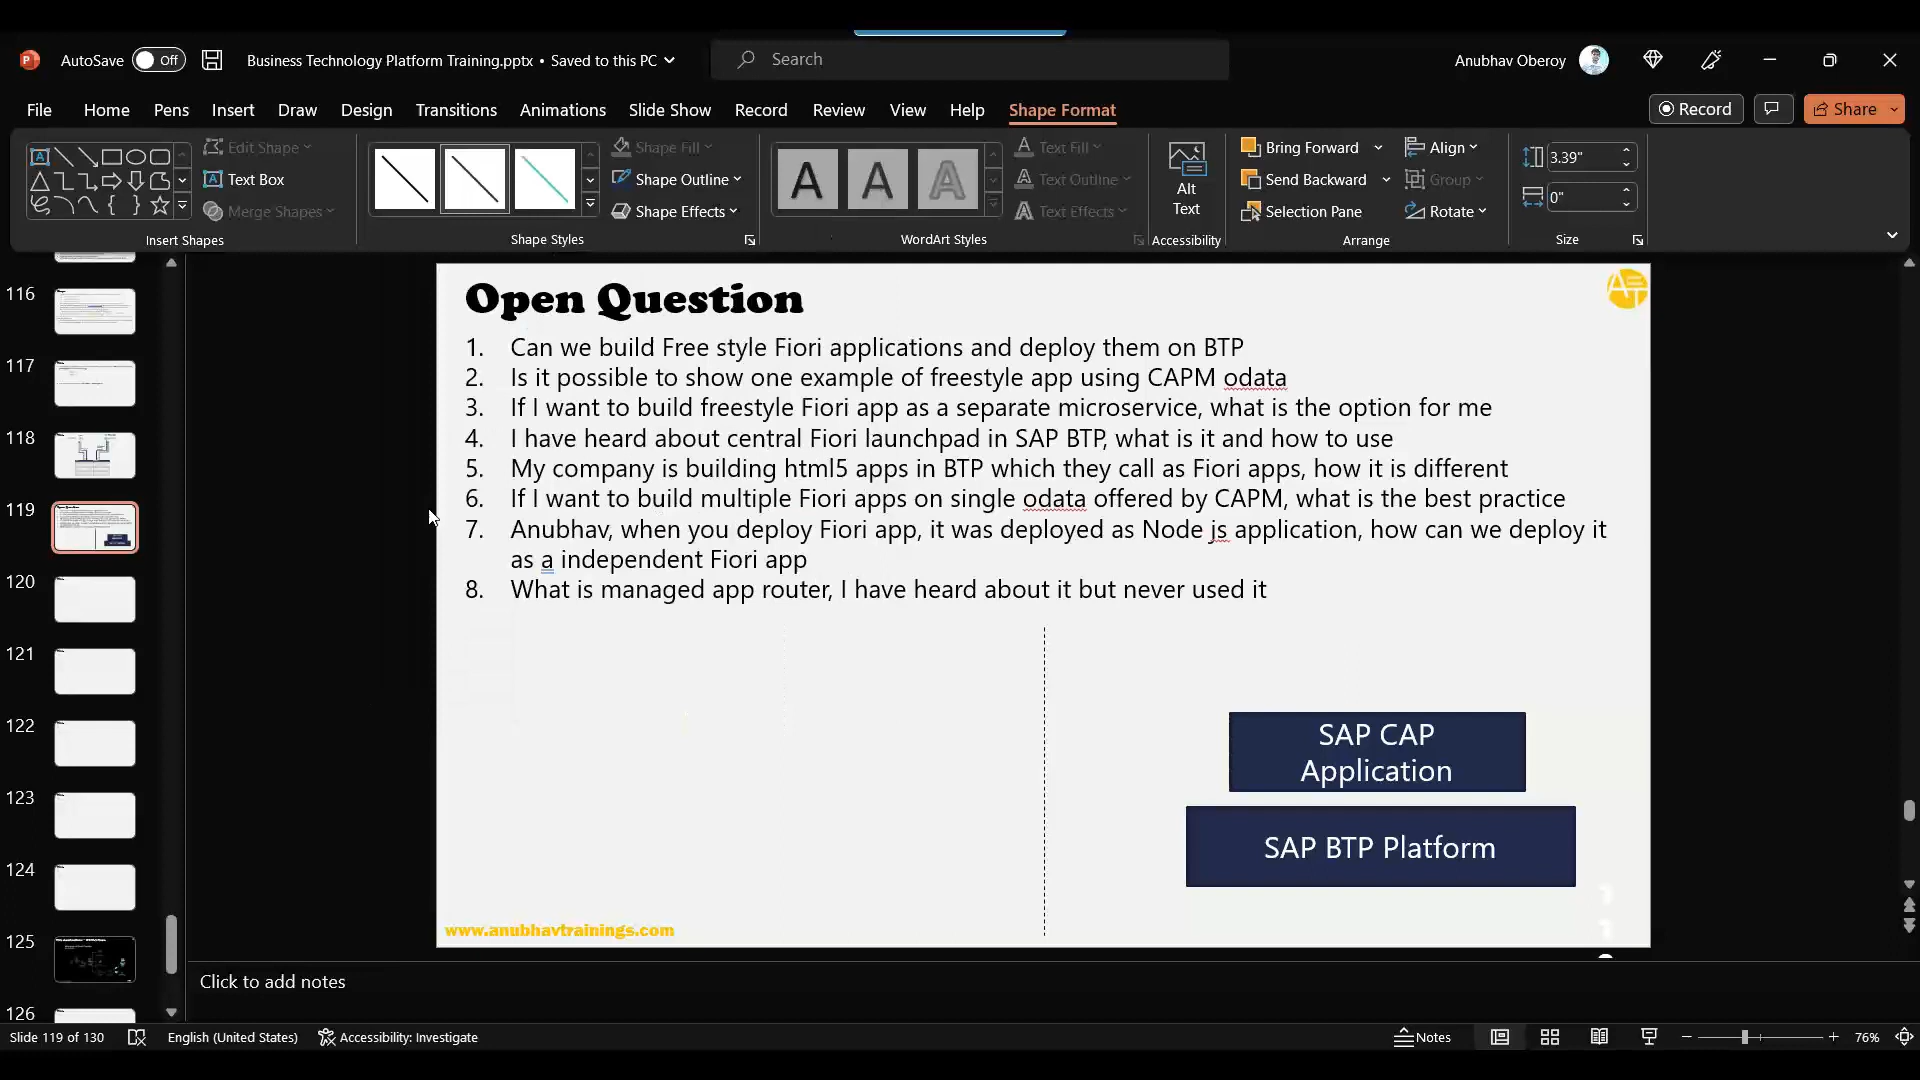 AutoSave Off Business Technology Platform Training.pptx • Saved to this PC Search Anubhav Oberoy
File Home Pens Insert Draw Design Transitions Animations Slide Show Record Review View Help Shape Format Record Share
Edit Shape
Text Box
Merge Shapes
Insert Shapes
Shape Fill
Shape Outline
Shape Effects
Shape Styles
A A A
Text Fill
Text Outline
Text Effects
WordArt Styles
Alt
Text
Accessibility
Bring Forward
Send Backward
Selection Pane
Align
Group
Rotate
Arrange
3.39"
0"
Size
116
117
118
119
120
121
122
123
124
125
126
Open Question
1. Can we build Free style Fiori applications and deploy them on BTP
2. Is it possible to show one example of freestyle app using CAPM odata
3. If I want to build freestyle Fiori app as a separate microservice, what is the option for me
4. I have heard about central Fiori launchpad in SAP BTP, what is it and how to use
5. My company is building html5 apps in BTP which they call as Fiori apps, how it is different
6. If I want to build multiple Fiori apps on single odata offered by CAPM, what is the best practice
7. Anubhav, when you deploy Fiori app, it was deployed as Node js application, how can we deploy it
as a independent Fiori app
8. What is managed app router, I have heard about it but never used it
SAP CAP
Application
SAP BTP Platform
www.anubhavtrainings.com
Click to add notes
Slide 119 of 130 English (United States) Accessibility: Investigate Notes 76%